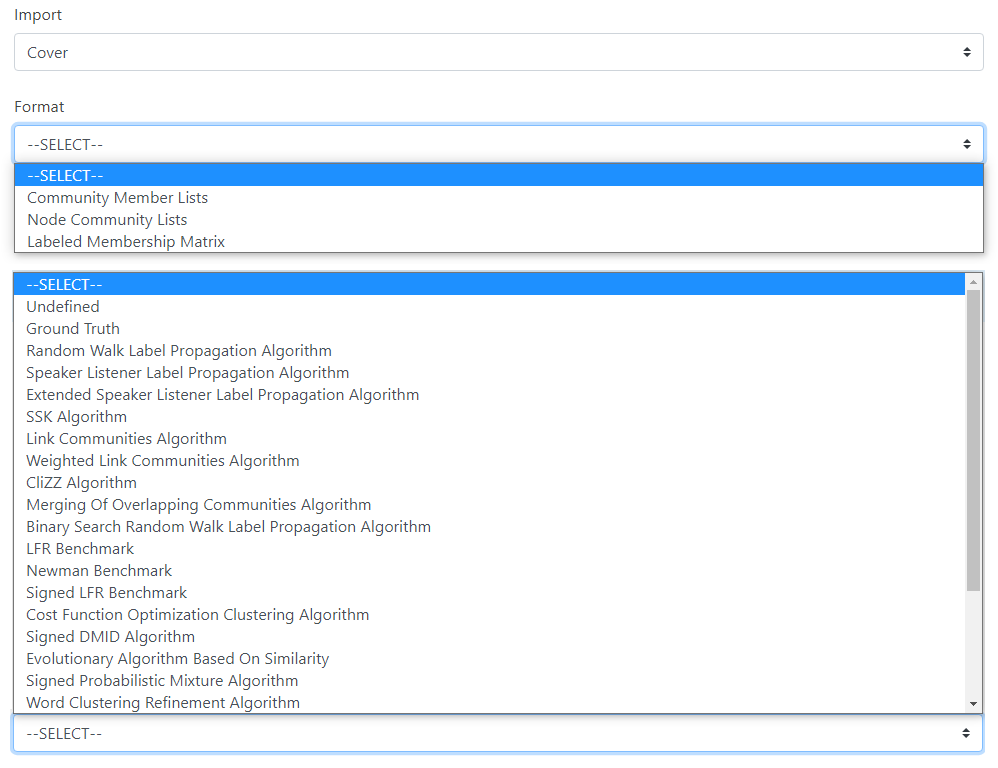 Import
Cover
Format
--SELECT--
--SELECT--
Community Member Lists
Node Community Lists
Labeled Membership Matrix
--SELECT--
Undefined
Ground Truth
Random Walk Label Propagation Algorithm
Speaker Listener Label Propagation Algorithm
Extended Speaker Listener Label Propagation Algorithm
SSK Algorithm
Link Communities Algorithm
Weighted Link Communities Algorithm
CliZZ Algorithm
Merging Of Overlapping Communities Algorithm
Binary Search Random Walk Label Propagation Algorithm
LFR Benchmark
Newman Benchmark
Signed LFR Benchmark
Cost Function Optimization Clustering Algorithm
Signed DMID Algorithm
Evolutionary Algorithm Based On Similarity
Signed Probabilistic Mixture Algorithm
Word Clustering Refinement Algorithm
--SELECT--